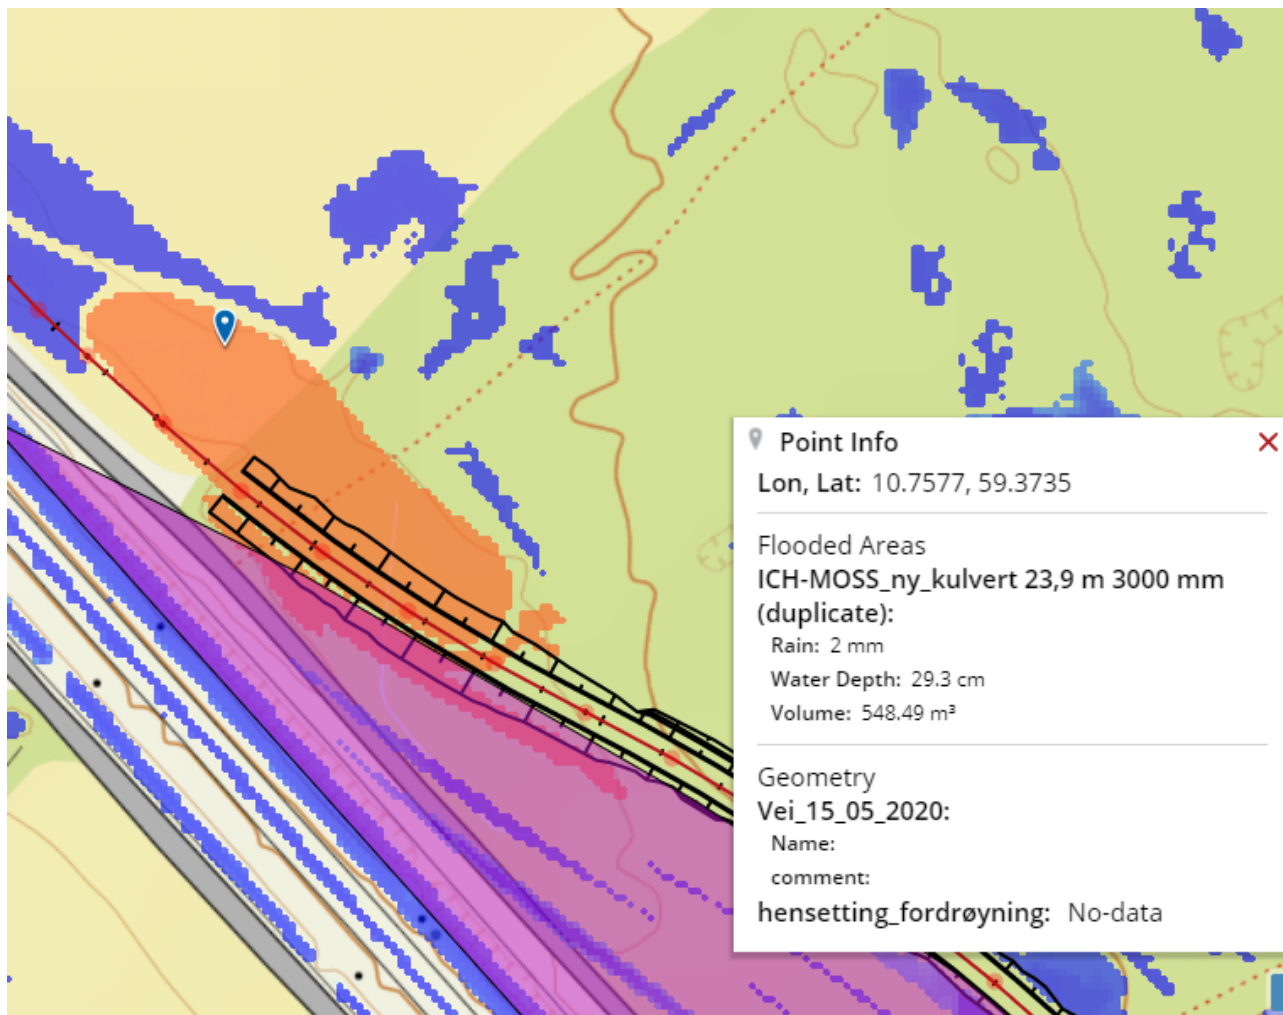 Point Info
Lon, Lat: 10.7577, 59.3735
Flooded Areas
ICH-MOSS_ny_kulvert 23,9 m 3000 mm
(duplicate):
Rain: 2 mm
Water Depth: 29.3 cm
Volume: 548.49 m³
Geometry
Vei_15_05_2020:
Name:
comment:
hensetting_fordrøyning: No-data